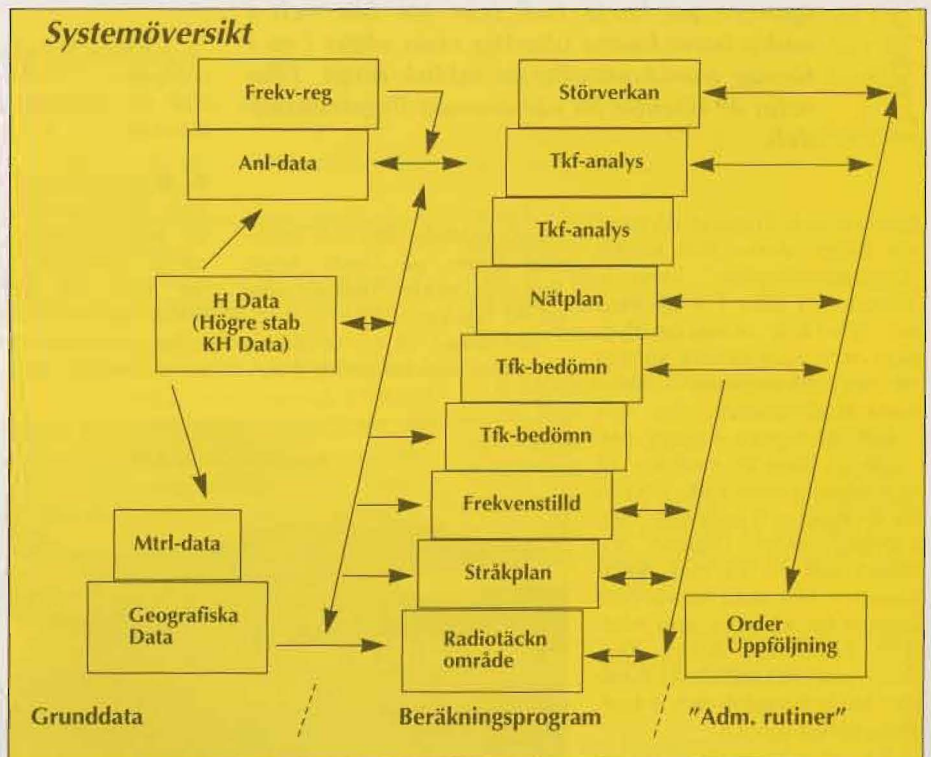 Systemöversikt
Frekv-reg
Anl-data
H Data
(Högre stab
KH Data)
Mtrl-data
Geografiska
Data
Störverkan
Tkf-analys
Tkf-analys
Nätplan
Tfk-bedömn
Tfk-bedömn
Frekvenstilld
Stråkplan
Radiotäckn
område
Order
Uppföljning
Grunddata
Beräkningsprogram
"Adm. rutiner"